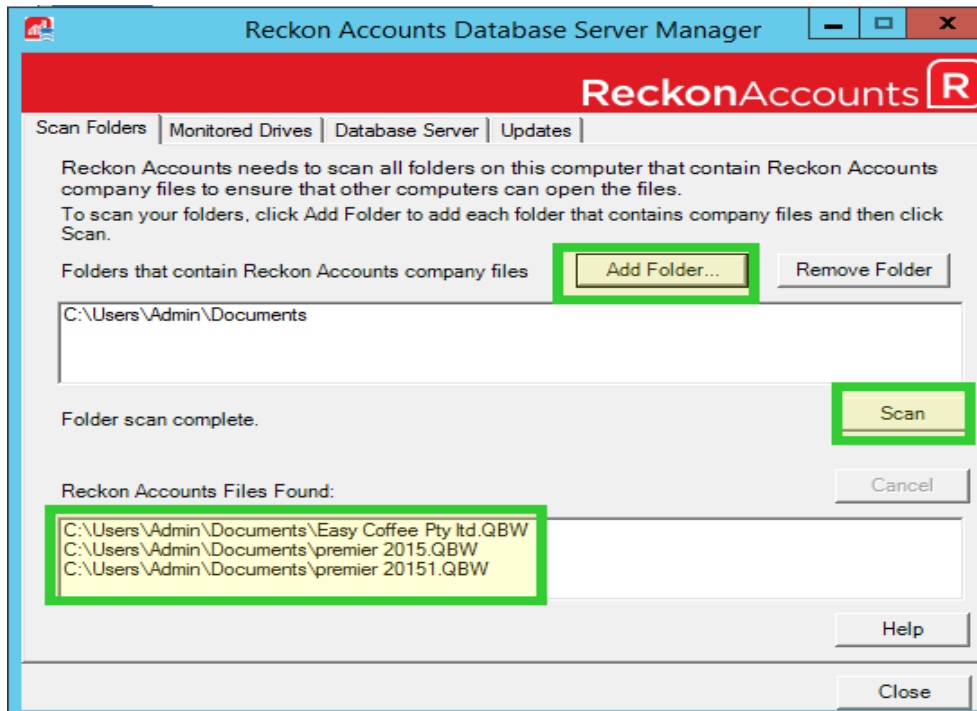 Reckon Accounts Database Server Manager
ReckonAccounts R
Scan Folders Monitored Drives Database Server Updates
Reckon Accounts needs to scan all folders on this computer that contain Reckon Accounts
company files to ensure that other computers can open the files.
To scan your folders, click Add Folder to add each folder that contains company files and then click
Scan.
Folders that contain Reckon Accounts company files Add Folder... Remove Folder
C:\Users\Admin\Documents
Folder scan complete. Scan
Cancel
Reckon Accounts Files Found:
C:\Users\Admin\Documents\Easy Coffee Pty ltd.QBW
C:\Users\Admin\Documents\premier 2015.QBW
C:\Users\Admin\Documents\premier 20151.QBW
Help
Close